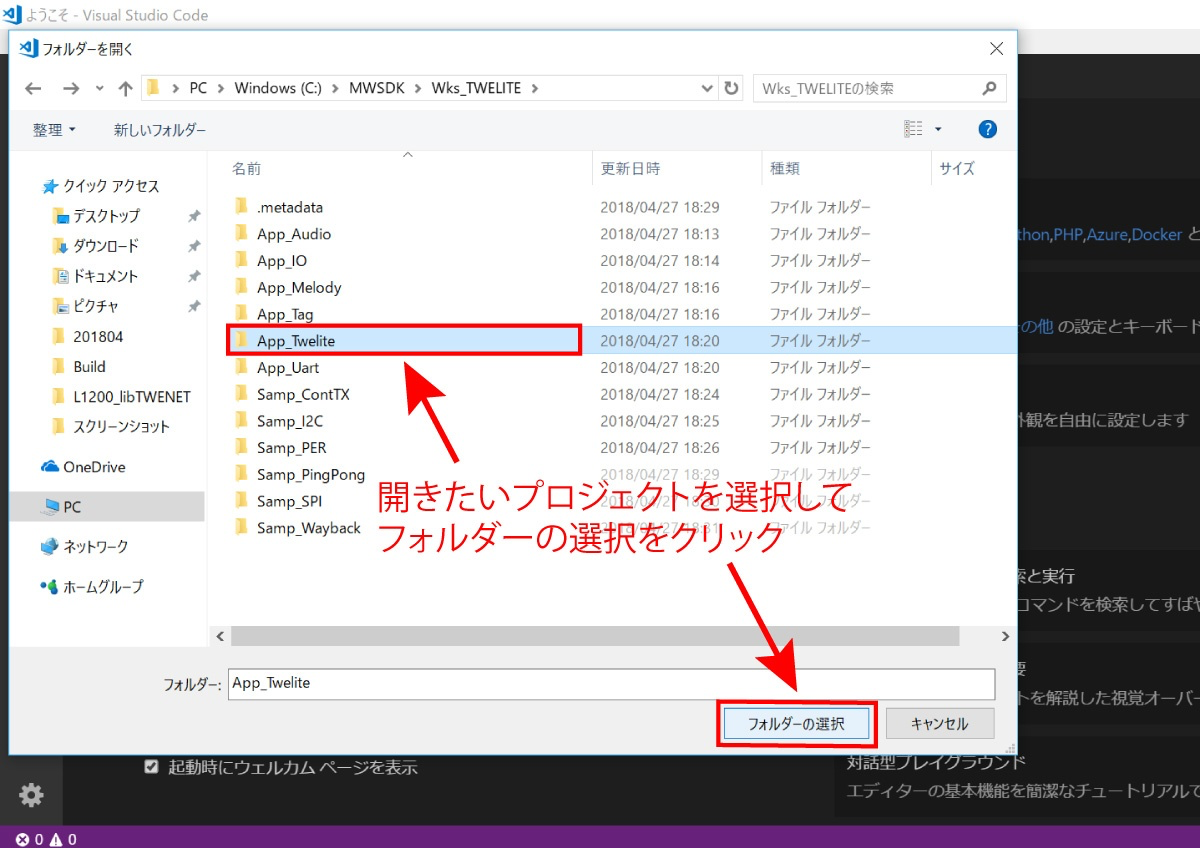 ようこそ - Visual Studio Code
フォルダーを開く
PC > Windows (C:) > MWSDK > Wks_TWELITE >
Wks_TWELITEの検索
整理
新しいフォルダー
名前 更新日時 種類 サイズ
クイック アクセス
デスクトップ
ダウンロード
ドキュメント
ピクチャ
201804
Build
L1200_libTWENET
スクリーンショット
OneDrive
PC
ネットワーク
ホームグループ
.metadata 2018/04/27 18:29 ファイル フォルダー
App_Audio 2018/04/27 18:13 ファイル フォルダー
App_IO 2018/04/27 18:14 ファイル フォルダー
App_Melody 2018/04/27 18:16 ファイル フォルダー
App_Tag 2018/04/27 18:16 ファイル フォルダー
App_Twelite 2018/04/27 18:20 ファイル フォルダー
App_Uart 2018/04/27 18:20 ファイル フォルダー
Samp_ContTX 2018/04/27 18:24 ファイル フォルダー
Samp_I2C 2018/04/27 18:25 ファイル フォルダー
Samp_PER 2018/04/27 18:26 ファイル フォルダー
Samp_PingPong 2018/04/27 18:29 ファイル フォルダー
Samp_SPI
Samp_Wayback 2018/04/27 18:31 ファイル フォルダー
開きたいプロジェクトを選択して
フォルダーの選択をクリック
フォルダー: App_Twelite
フォルダーの選択 キャンセル
thon,PHP,Azure,Docker と
の他 の設定とキーボード
外観を自由に設定します
索と実行
コマンドを検索してすばや
要
トを解説した視覚オーバー
対話型プレイグラウンド
エディターの基本機能を簡潔なチュートリアルで
起動時にウェルカム ページを表示
0 0